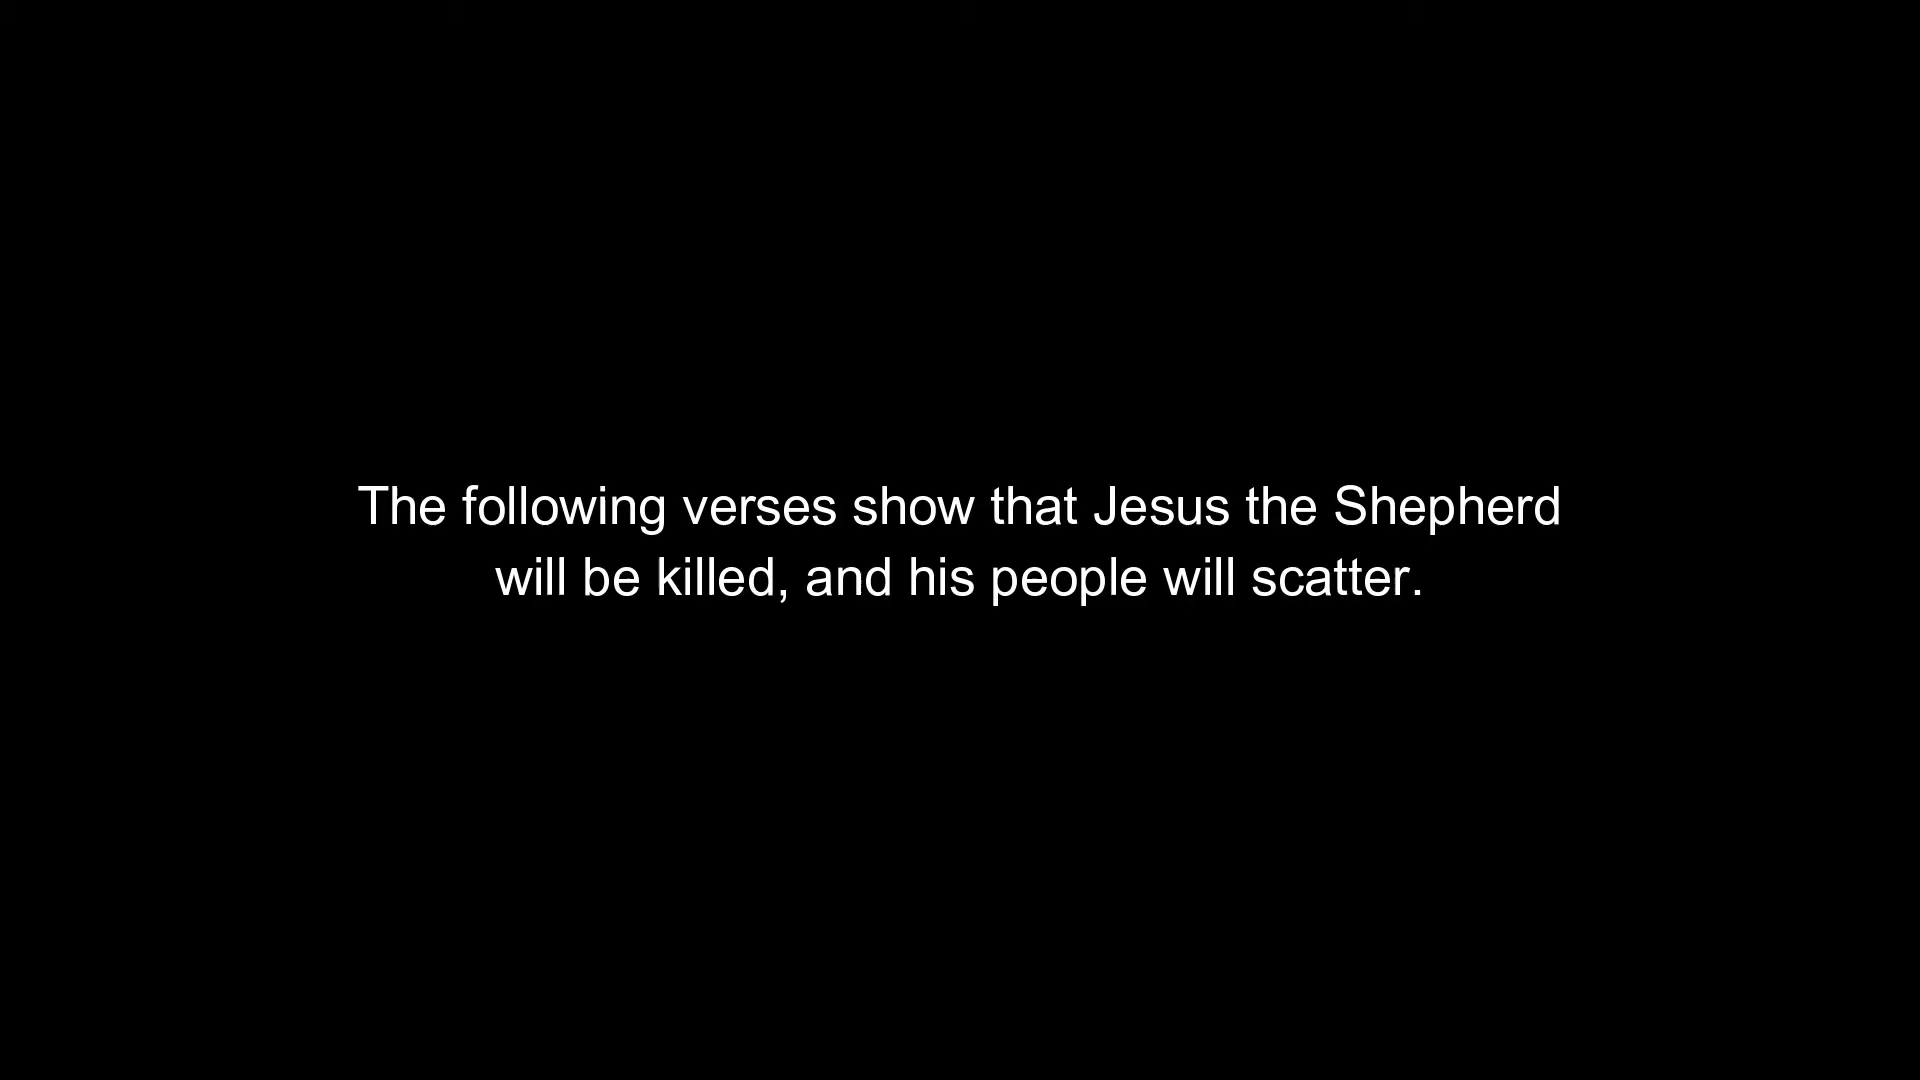 The following verses show that Jesus the Shepherd
will be killed, and his people will scatter.